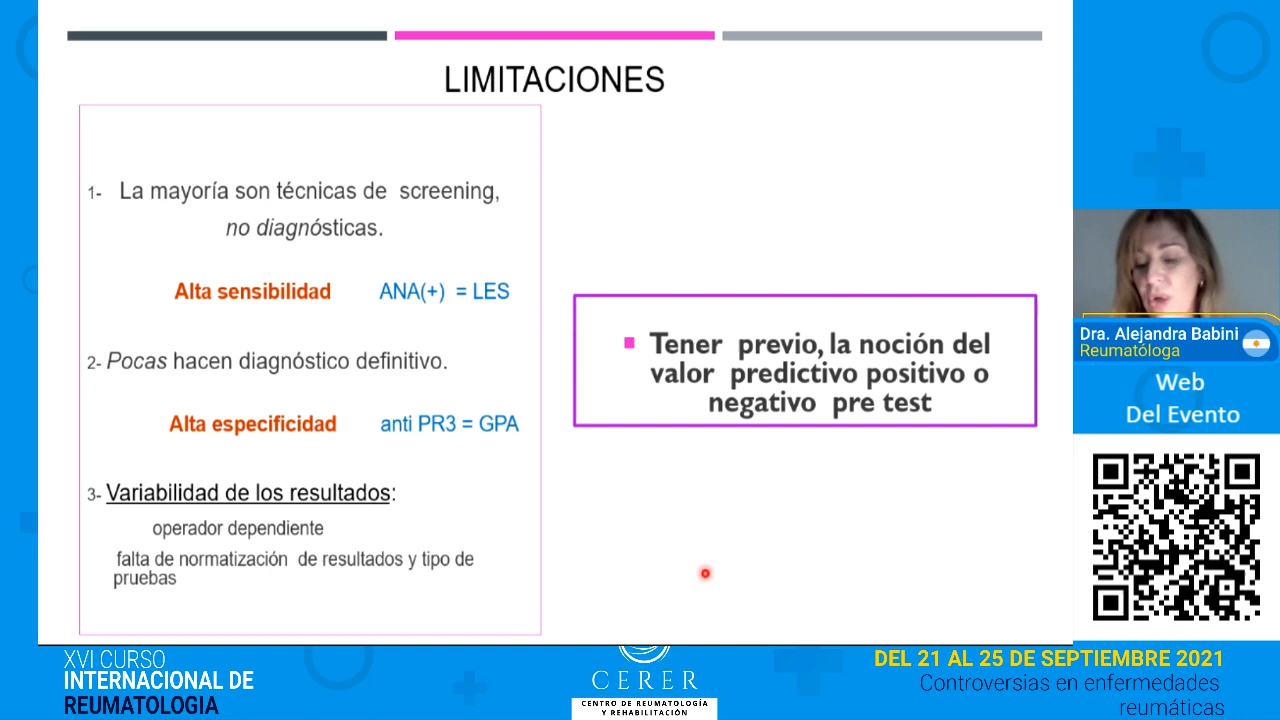 LIMITACIONES
1- La mayoría son técnicas de screening,
no diagnósticas.
Alta sensibilidad ANA(+) = LES
2- Pocas hacen diagnóstico definitivo.
Alta especificidad anti PR3 = GPA
3- Variabilidad de los resultados:
operador dependiente
falta de normatización de resultados y tipo de
pruebas
Tener previo, la noción del
valor predictivo positivo o
negativo pre test
Dra. Alejandra Babini
Reumatóloga
Web
Del Evento
XVI CURSO
INTERNACIONAL DE
REUMATOLOGIA
CERER
CENTRO DE REUMATOLOGÍA
Y REHABILITACIÓN
DEL 21 AL 25 DE SEPTIEMBRE 2021
Controversias en enfermedades
reumáticas